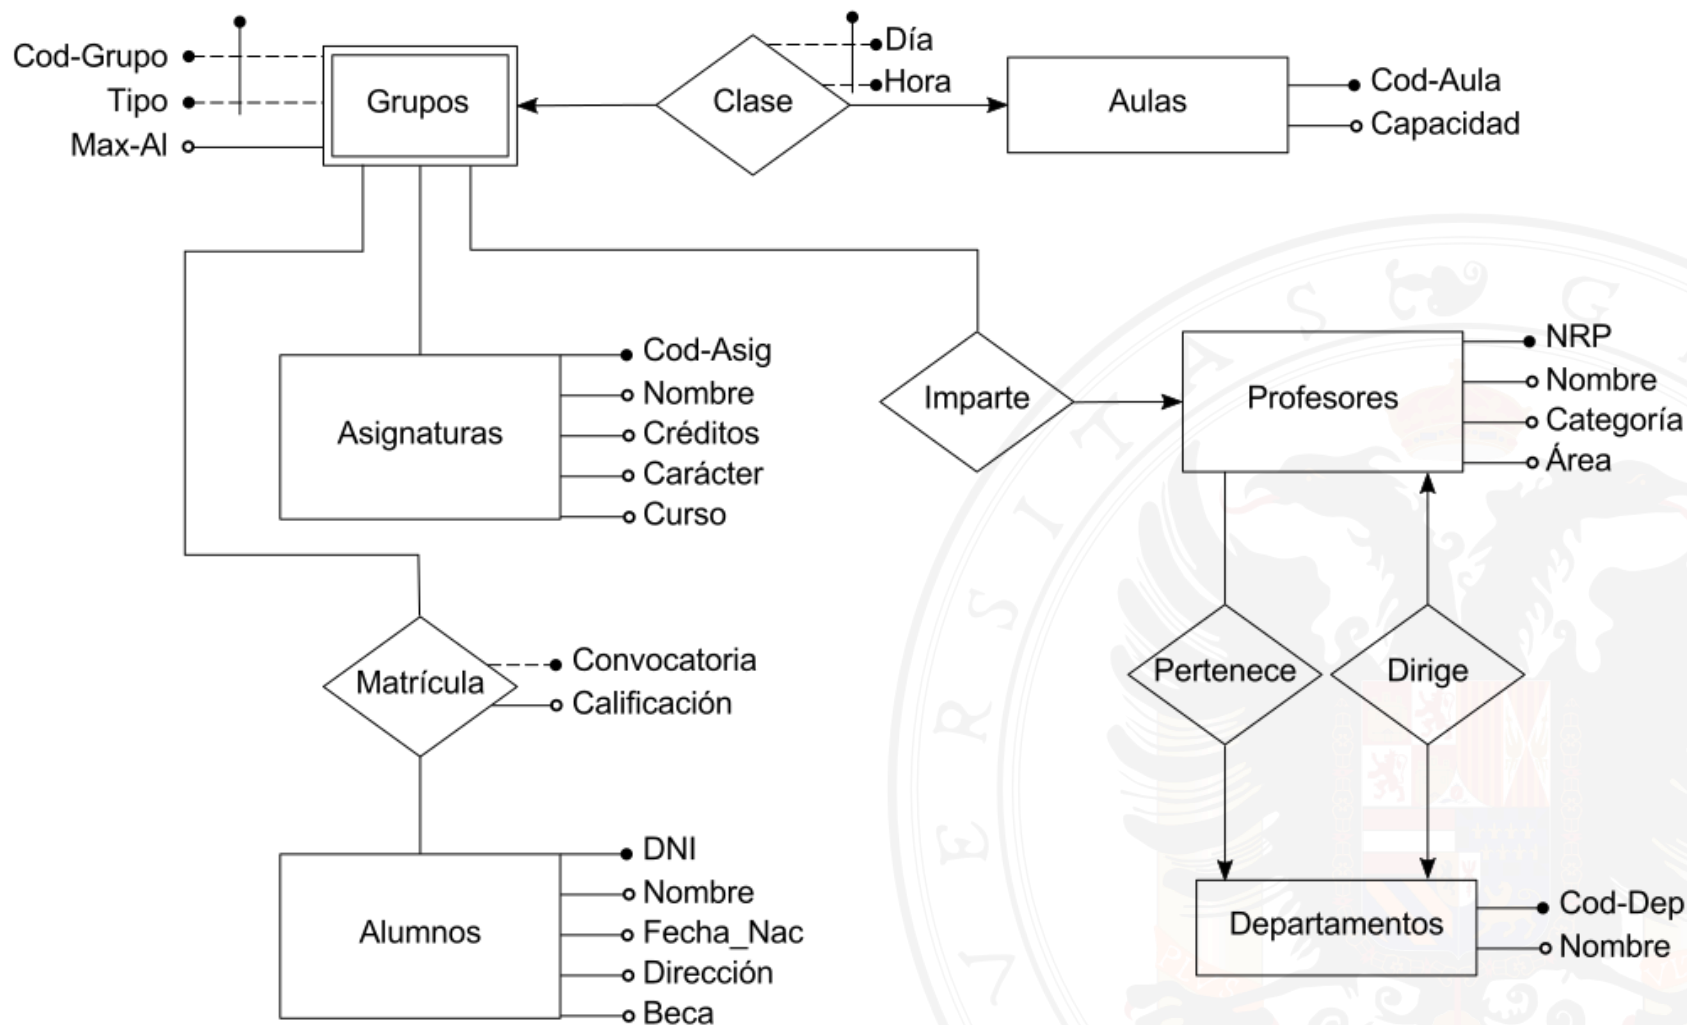 Cod-Grupo
Tipo
Max-Al
Grupos
Clase
Día
Hora
Aulas
Cod-Aula
Capacidad
Asignaturas
Cod-Asig
Nombre
Créditos
Carácter
Curso
Imparte
Profesores
NRP
Nombre
Categoría
Área
Matrícula
Convocatoria
Calificación
Pertenece
Dirige
Alumnos
DNI
Nombre
Fecha_Nac
Dirección
Beca
Departamentos
Cod-Dep
Nombre
VERSITAS G